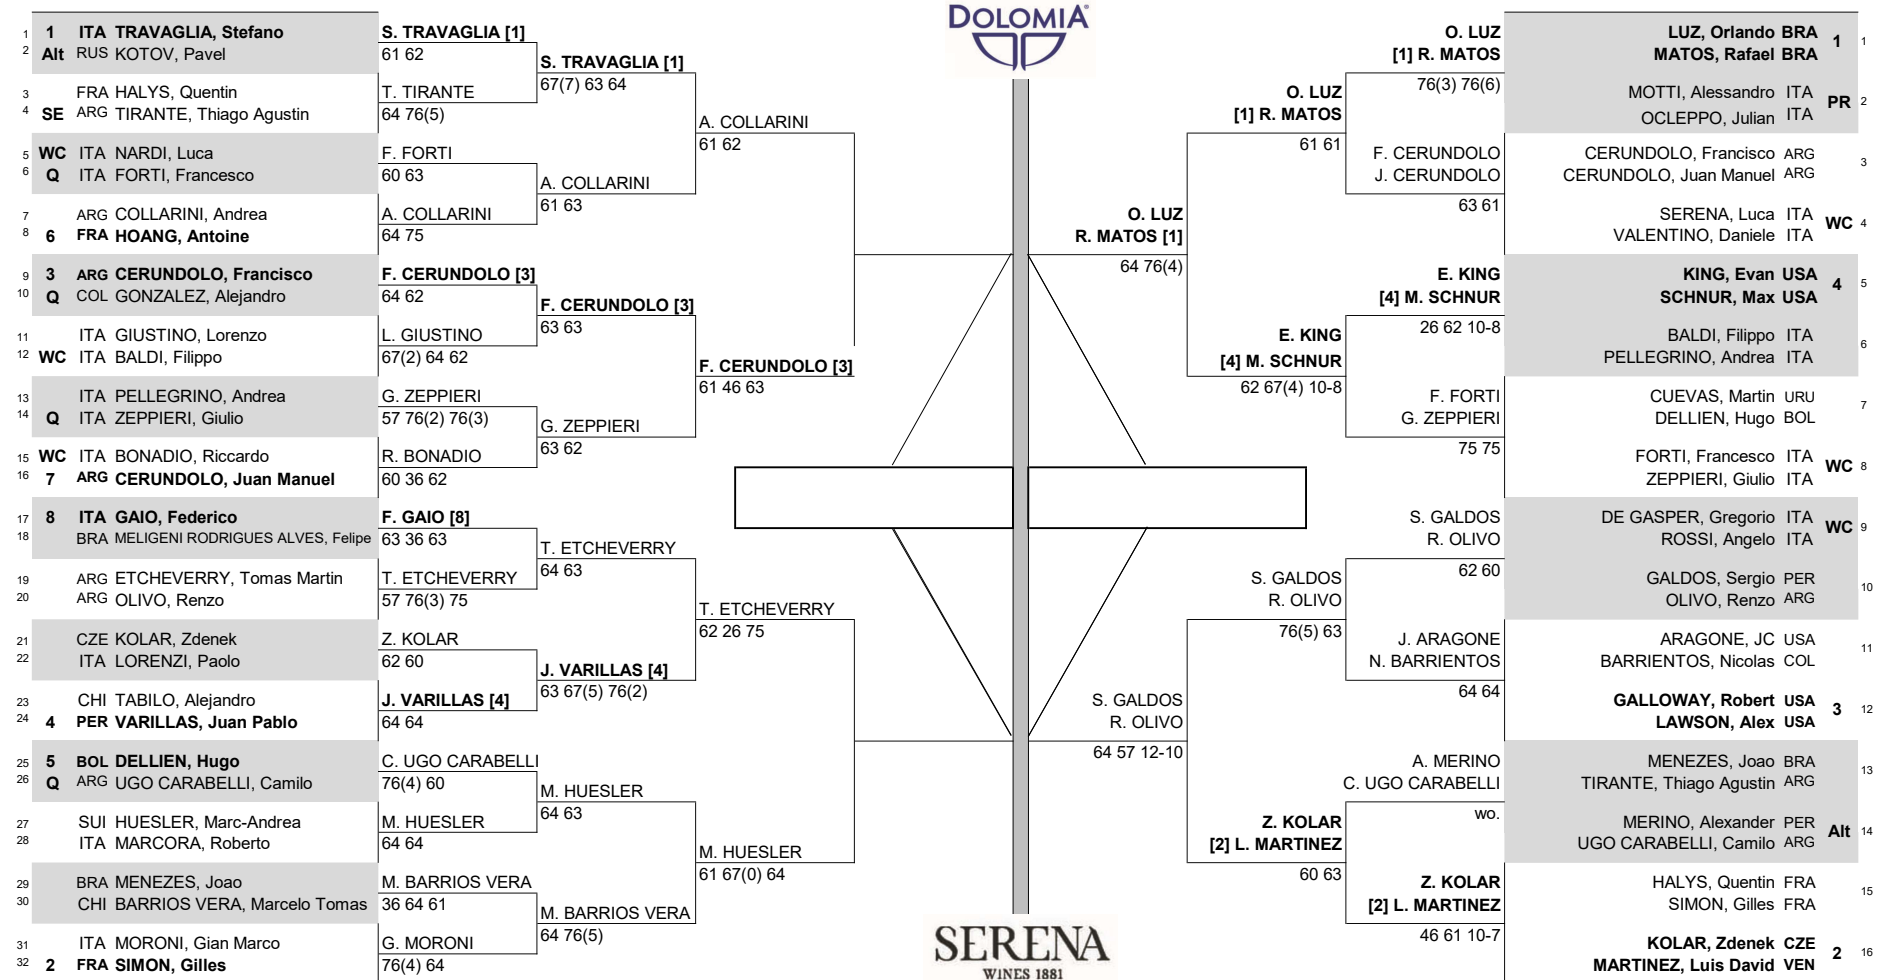 DOLOMIA
1 1 ITA TRAVAGLIA, Stefano
2 Alt RUS KOTOV, Pavel
3 FRA HALYS, Quentin
4 SE ARG TIRANTE, Thiago Agustin
5 WC ITA NARDI, Luca
6 Q ITA FORTI, Francesco
7 ARG COLLARINI, Andrea
8 6 FRA HOANG, Antoine
9 3 ARG CERUNDOLO, Francisco
10 Q COL GONZALEZ, Alejandro
11 ITA GIUSTINO, Lorenzo
12 WC ITA BALDI, Filippo
13 ITA PELLEGRINO, Andrea
14 Q ITA ZEPPIERI, Giulio
15 WC ITA BONADIO, Riccardo
16 7 ARG CERUNDOLO, Juan Manuel
17 8 ITA GAIO, Federico
18 BRA MELIGENI RODRIGUES ALVES, Felipe
19 ARG ETCHEVERRY, Tomas Martin
20 ARG OLIVO, Renzo
21 CZE KOLAR, Zdenek
22 ITA LORENZI, Paolo
23 CHI TABILO, Alejandro
24 4 PER VARILLAS, Juan Pablo
25 5 BOL DELLIEN, Hugo
26 Q ARG UGO CARABELLI, Camilo
27 SUI HUESLER, Marc-Andrea
28 ITA MARCORA, Roberto
29 BRA MENEZES, Joao
30 CHI BARRIOS VERA, Marcelo Tomas
31 ITA MORONI, Gian Marco
32 2 FRA SIMON, Gilles
S. TRAVAGLIA [1]
61 62
T. TIRANTE
64 76(5)
F. FORTI
60 63
A. COLLARINI
64 75
F. CERUNDOLO [3]
64 62
L. GIUSTINO
67(2) 64 62
G. ZEPPIERI
57 76(2) 76(3)
R. BONADIO
60 36 62
F. GAIO [8]
63 36 63
T. ETCHEVERRY
57 76(3) 75
Z. KOLAR
62 60
J. VARILLAS [4]
64 64
C. UGO CARABELLI
76(4) 60
M. HUESLER
64 64
M. BARRIOS VERA
36 64 61
G. MORONI
76(4) 64
S. TRAVAGLIA [1]
67(7) 63 64
A. COLLARINI
61 63
F. CERUNDOLO [3]
63 63
G. ZEPPIERI
63 62
T. ETCHEVERRY
64 63
J. VARILLAS [4]
63 67(5) 76(2)
M. HUESLER
64 63
M. BARRIOS VERA
64 76(5)
A. COLLARINI
61 62
F. CERUNDOLO [3]
61 46 63
T. ETCHEVERRY
62 26 75
M. HUESLER
61 67(0) 64
O. LUZ
R. MATOS [1]
64 76(4)
S. GALDOS
R. OLIVO
64 57 12-10
O. LUZ
[1] R. MATOS
61 61
E. KING
[4] M. SCHNUR
62 67(4) 10-8
S. GALDOS
R. OLIVO
76(5) 63
Z. KOLAR
[2] L. MARTINEZ
60 63
O. LUZ
[1] R. MATOS
76(3) 76(6)
F. CERUNDOLO
J. CERUNDOLO
63 61
E. KING
[4] M. SCHNUR
26 62 10-8
F. FORTI
G. ZEPPIERI
75 75
S. GALDOS
R. OLIVO
62 60
J. ARAGONE
N. BARRIENTOS
64 64
A. MERINO
C. UGO CARABELLI
wo.
Z. KOLAR
[2] L. MARTINEZ
46 61 10-7
LUZ, Orlando BRA
MATOS, Rafael BRA
1 1
MOTTI, Alessandro ITA
OCLEPPO, Julian ITA
PR 2
CERUNDOLO, Francisco ARG
CERUNDOLO, Juan Manuel ARG
3
SERENA, Luca ITA
VALENTINO, Daniele ITA
WC 4
KING, Evan USA
SCHNUR, Max USA
4 5
BALDI, Filippo ITA
PELLEGRINO, Andrea ITA
6
CUEVAS, Martin URU
DELLIEN, Hugo BOL
7
FORTI, Francesco ITA
ZEPPIERI, Giulio ITA
WC 8
DE GASPER, Gregorio ITA
ROSSI, Angelo ITA
WC 9
GALDOS, Sergio PER
OLIVO, Renzo ARG
10
ARAGONE, JC USA
BARRIENTOS, Nicolas COL
11
GALLOWAY, Robert USA
LAWSON, Alex USA
3 12
MENEZES, Joao BRA
TIRANTE, Thiago Agustin ARG
13
MERINO, Alexander PER
UGO CARABELLI, Camilo ARG
Alt 14
HALYS, Quentin FRA
SIMON, Gilles FRA
15
KOLAR, Zdenek CZE
MARTINEZ, Luis David VEN
2 16
SERENA
WINES 1881